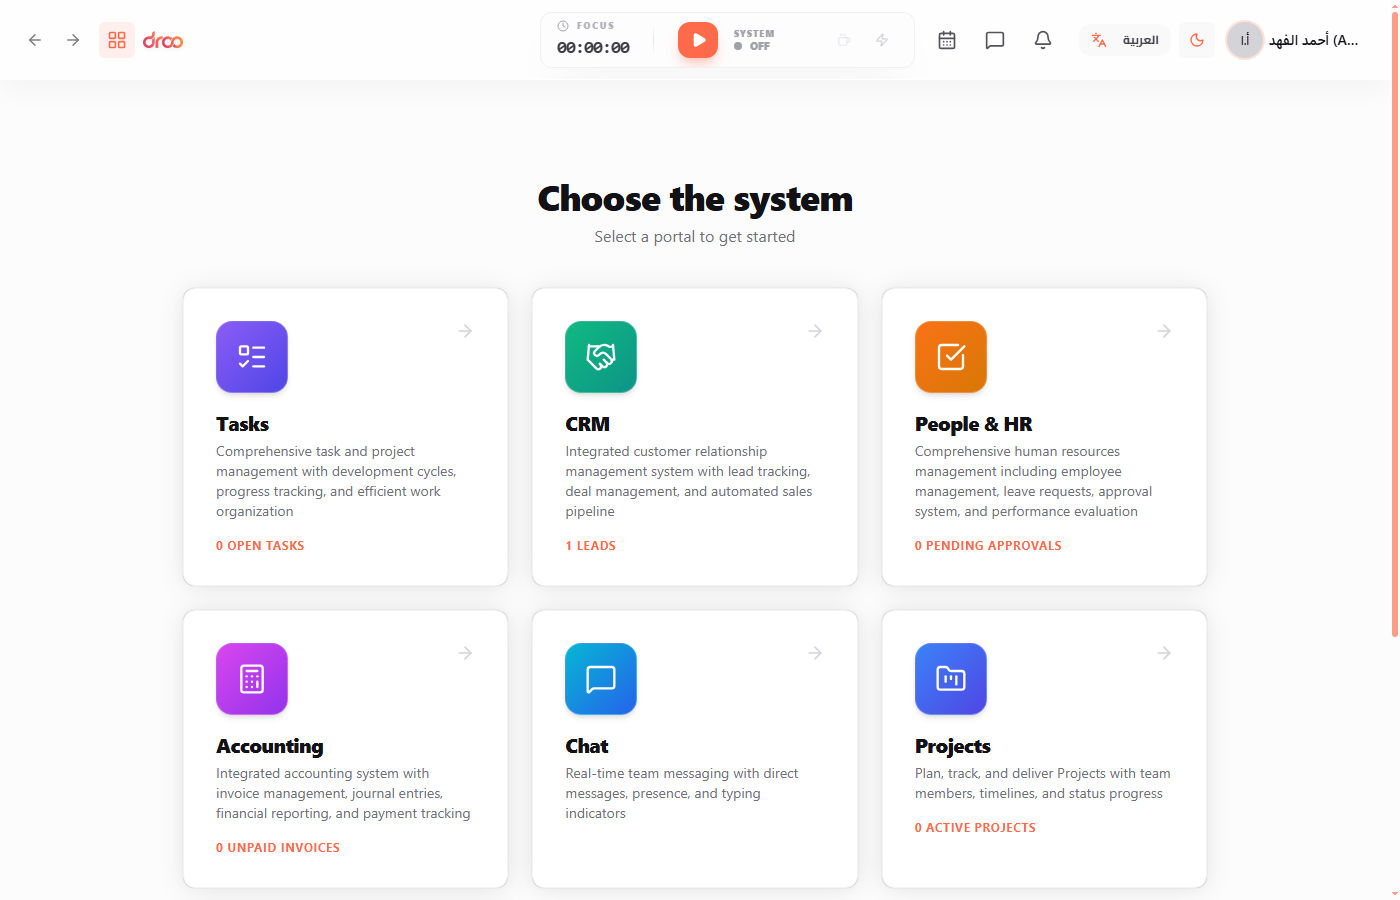 droo
FOCUS
00:00:00
SYSTEM
OFF
العربية
أ.ا
أحمد الفهد (A...
Choose the system
Select a portal to get started
Tasks
Comprehensive task and project
management with development cycles,
progress tracking, and efficient work
organization
0 OPEN TASKS
CRM
Integrated customer relationship
management system with lead tracking,
deal management, and automated sales
pipeline
1 LEADS
People & HR
Comprehensive human resources
management including employee
management, leave requests, approval
system, and performance evaluation
0 PENDING APPROVALS
Accounting
Integrated accounting system with
invoice management, journal entries,
financial reporting, and payment tracking
0 UNPAID INVOICES
Chat
Real-time team messaging with direct
messages, presence, and typing
indicators
Projects
Plan, track, and deliver Projects with team
members, timelines, and status progress
0 ACTIVE PROJECTS